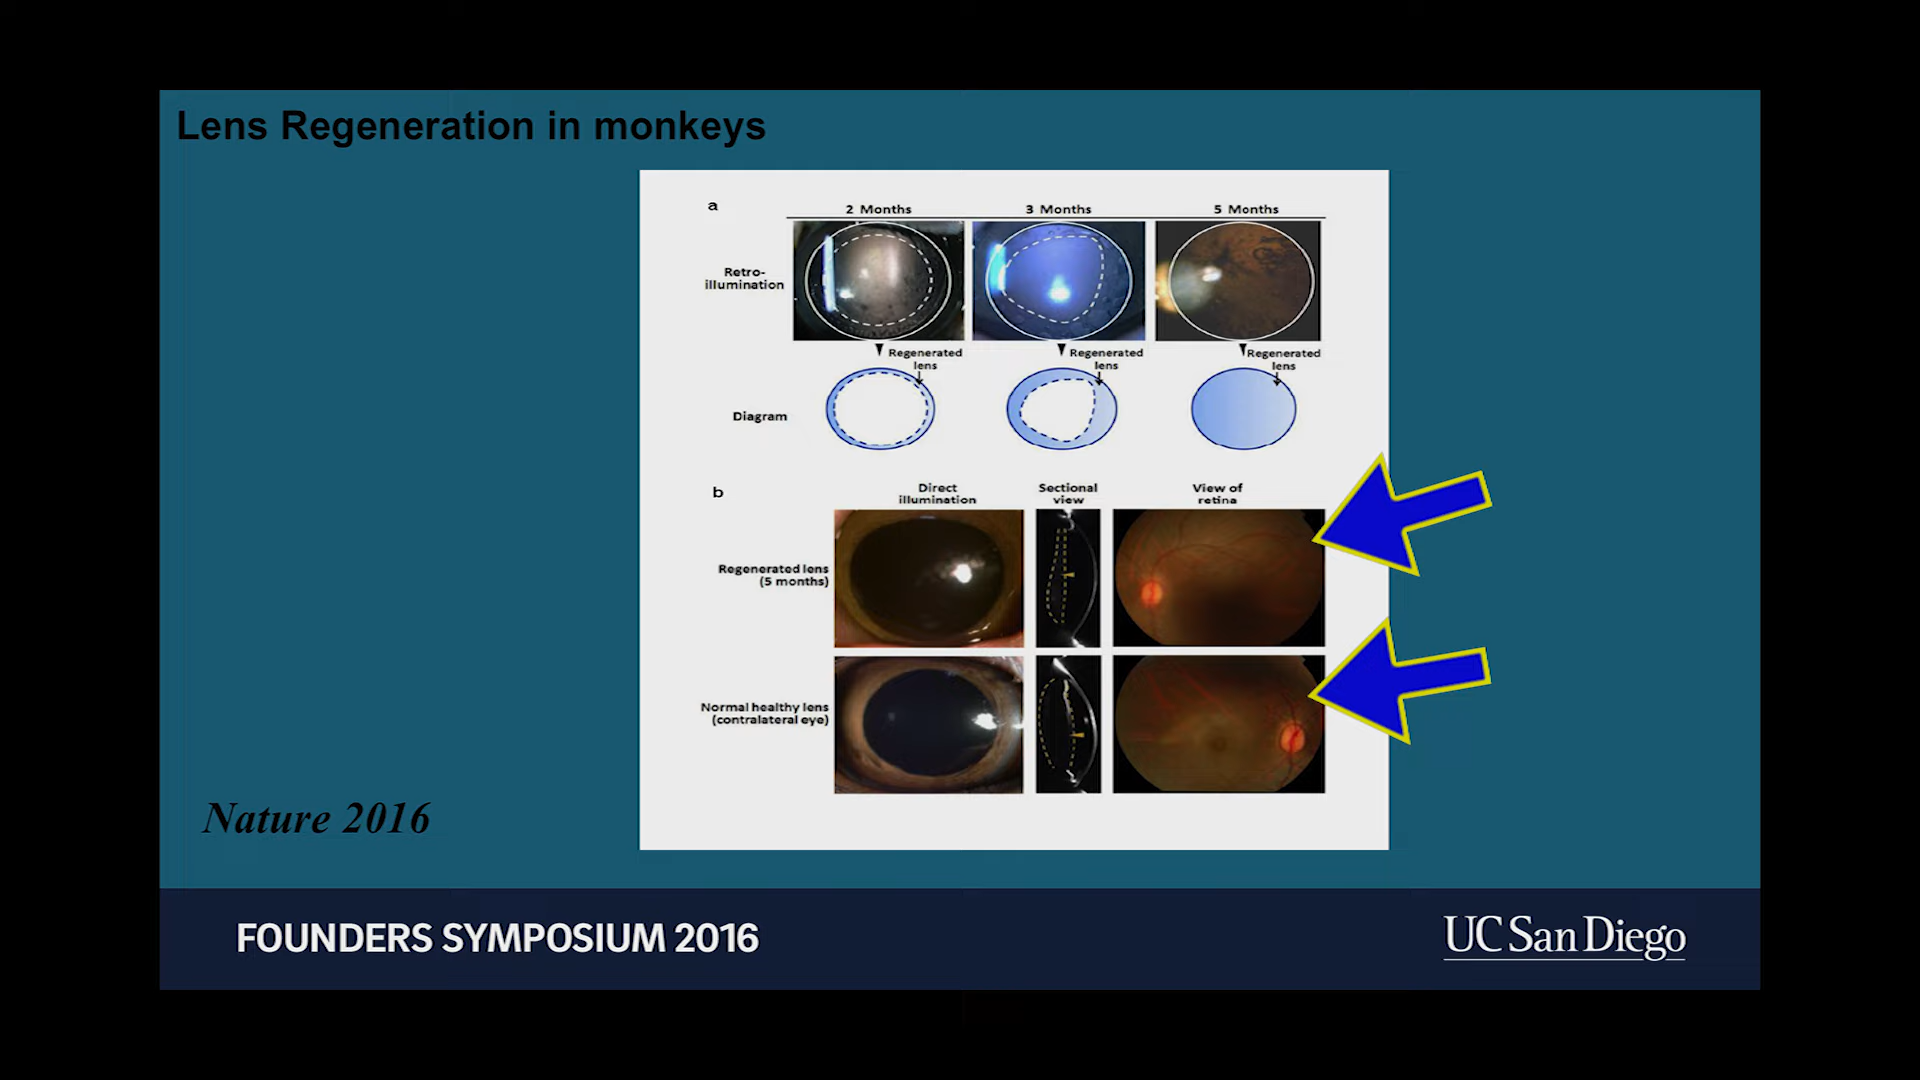 Lens Regeneration in monkeys
a
2 Months
3 Months
5 Months
Retro-
illumination
Regenerated
lens
Regenerated
lens
Regenerated
lens
Diagram
b
Direct
illumination
Sectional
view
View of
retina
Regenerated lens
(5 months)
Normal healthy lens
(contralateral eye)
Nature 2016
FOUNDERS SYMPOSIUM 2016
UC San Diego